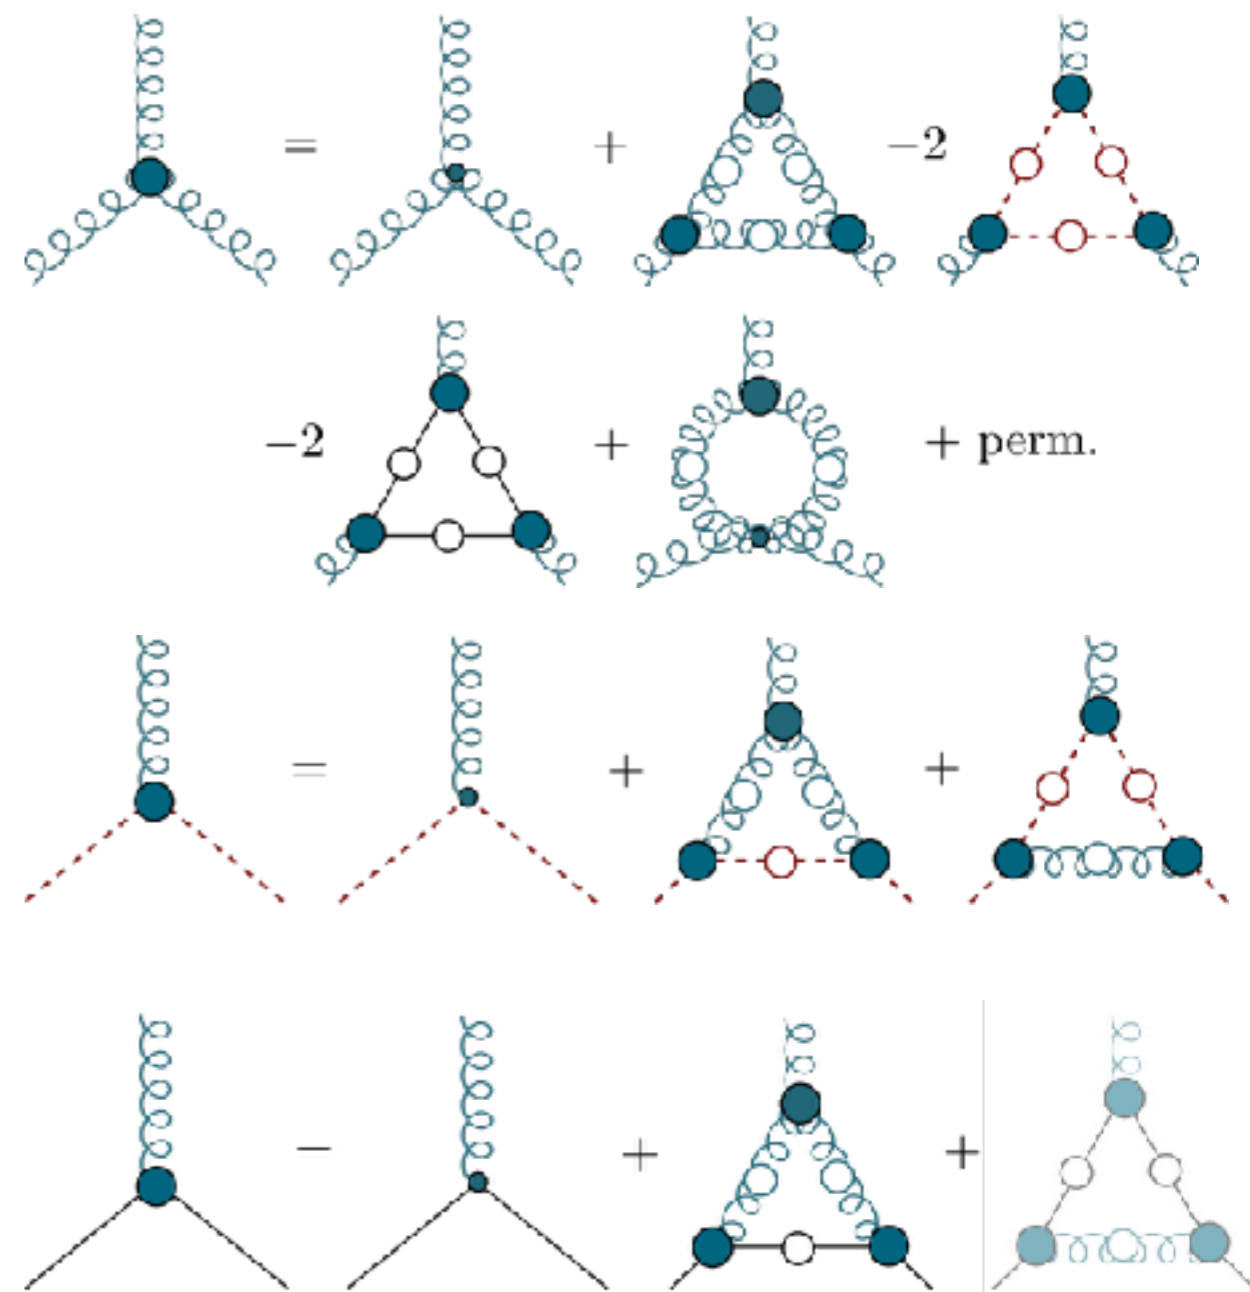 = + −2
−2 + + perm.
= + +
= + +